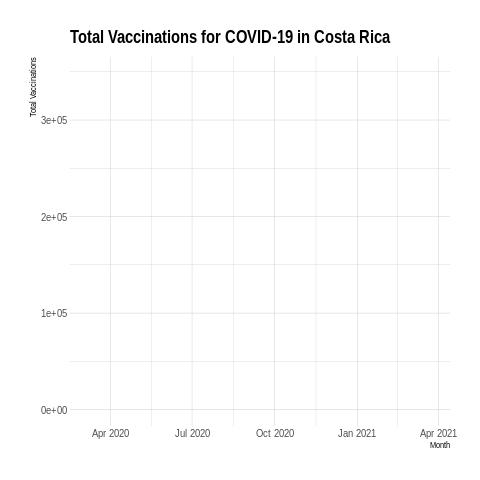 Total Vaccinations for COVID-19 in Costa Rica
Total Vaccinations
3e+05
2e+05
1e+05
0e+00
Apr 2020 Jul 2020 Oct 2020 Jan 2021 Apr 2021
Month